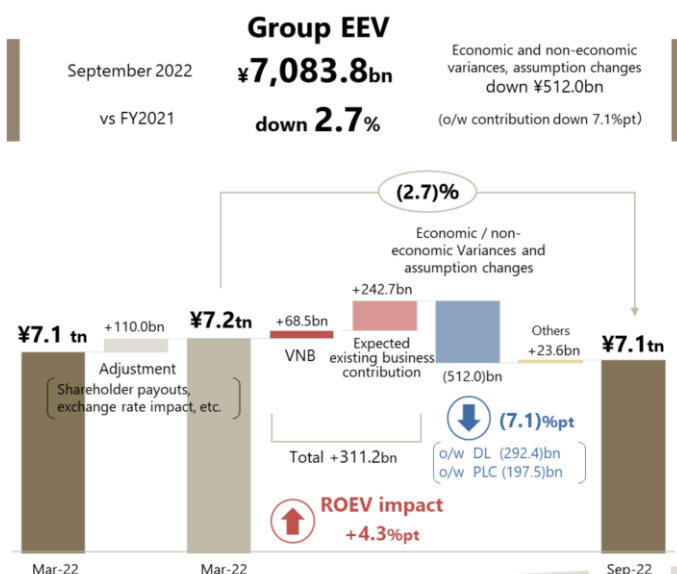 Group EEV
September 2022
¥7,083.8bn
Economic and non-economic
variances, assumption changes
down ¥512.0bn
vs FY2021
down 2.7%
(o/w contribution down 7.1%pt)
(2.7)%
Economic / non-
economic Variances and
assumption changes
¥7.1 tn
+110.0bn
Adjustment
Shareholder payouts,
exchange rate impact, etc.
¥7.2tn
+68.5bn
VNB
+242.7bn
Expected
existing business
contribution
(512.0)bn
Others
+23.6bn
¥7.1tn
Total +311.2bn
(7.1)%pt
o/w DL (292.4)bn
o/w PLC (197.5)bn
ROEV impact
+4.3%pt
Mar-22
Mar-22
Sep-22